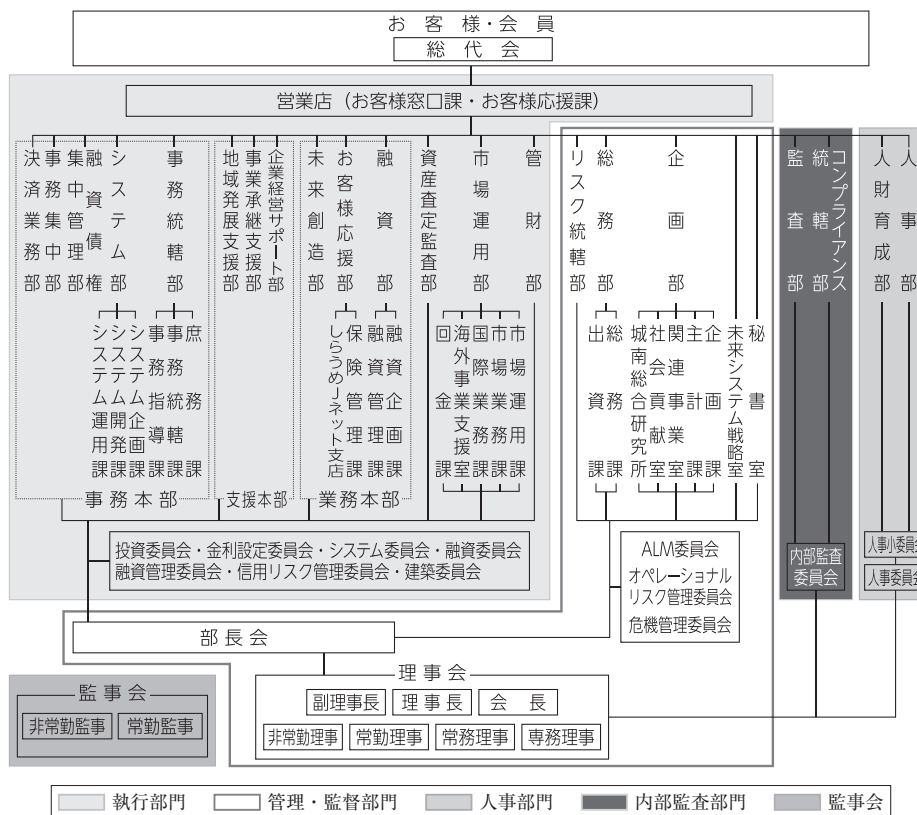 お客様・会員
総代会
営業店（お客様窓口課・お客様応援課）
決済業務部
事務集中部
集中管理部
融資債権
システム部
事務統轄部
地域発展支援部
事業承継支援部
企業経営サポート部
未来創造部
お客様応援部
融資部
資産査定監査部
市場運用部
管財部
リスク統轄部
総務部
企画部
監査部
統轄部
コンプライアンス
人財育成部
人事部
システム運用課
システム開発課
システム企画課
事務指導課
事務統轄課
庶務課
しらうめJネット支店
保険管理課
融資管理課
融資企画課
回金課
海外事業支援室
国際業務課
市場業務課
市場運用課
出資課
総務課
城南総合研究所
社会貢献室
関連事業室
主計課
企画課
未来システム戦略室
秘書室
事務本部
支援本部
業務本部
投資委員会・金利設定委員会・システム委員会・融資委員会
融資管理委員会・信用リスク管理委員会・建築委員会
ALM委員会
オペレーショナル
リスク管理委員会
危機管理委員会
内部監査
委員会
人事小委員会
人事委員会
部長会
理事会
副理事長
理事長
会長
非常勤理事
常勤理事
常務理事
専務理事
監事会
非常勤監事
常勤監事
執行部門
管理・監督部門
人事部門
内部監査部門
監事会